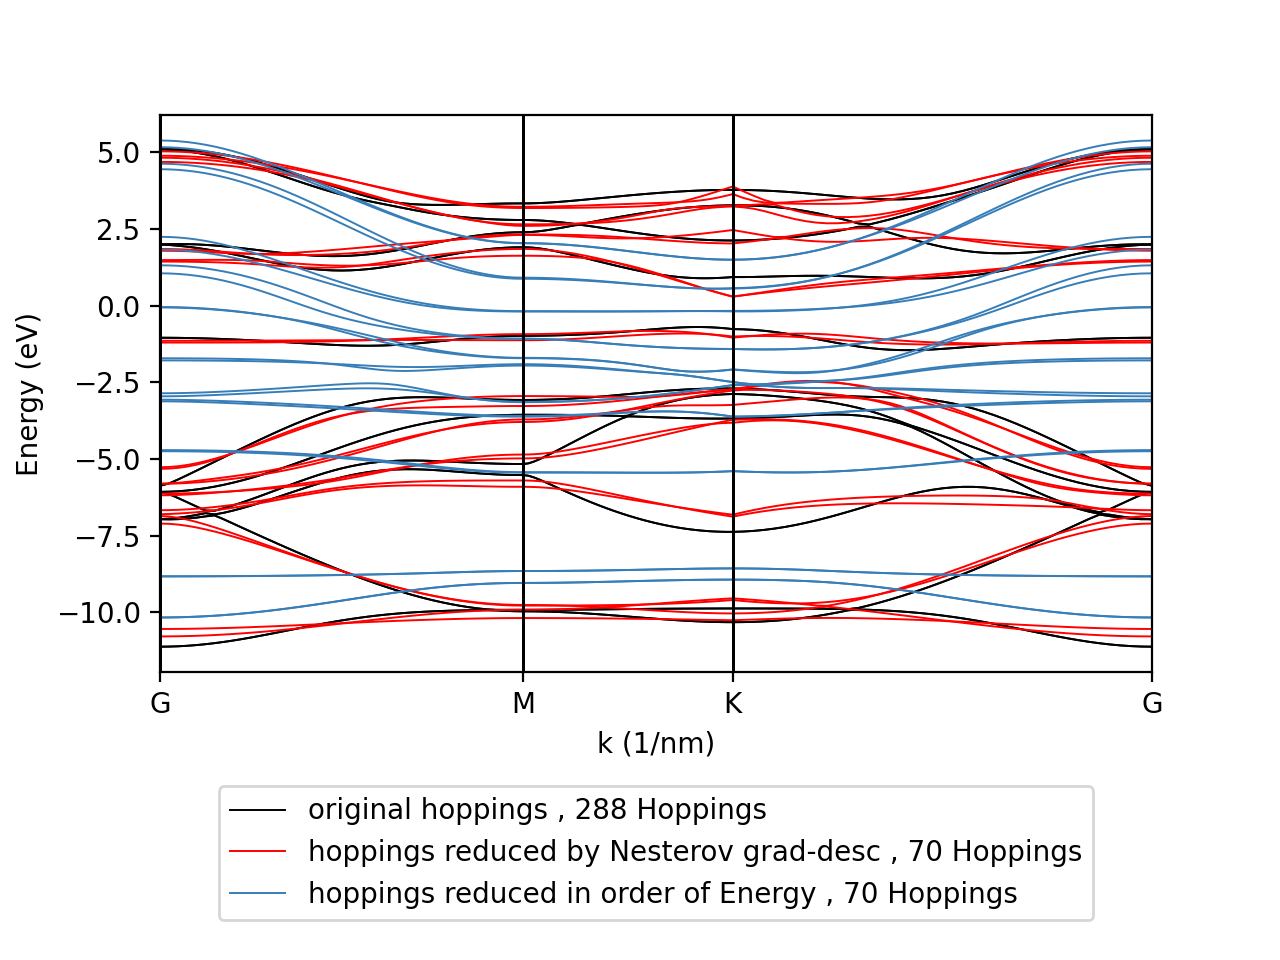 5.0
2.5
0.0
−2.5
−5.0
−7.5
−10.0
Energy (eV)
G M K G
k (1/nm)
original hoppings , 288 Hoppings
hoppings reduced by Nesterov grad-desc , 70 Hoppings
hoppings reduced in order of Energy , 70 Hoppings